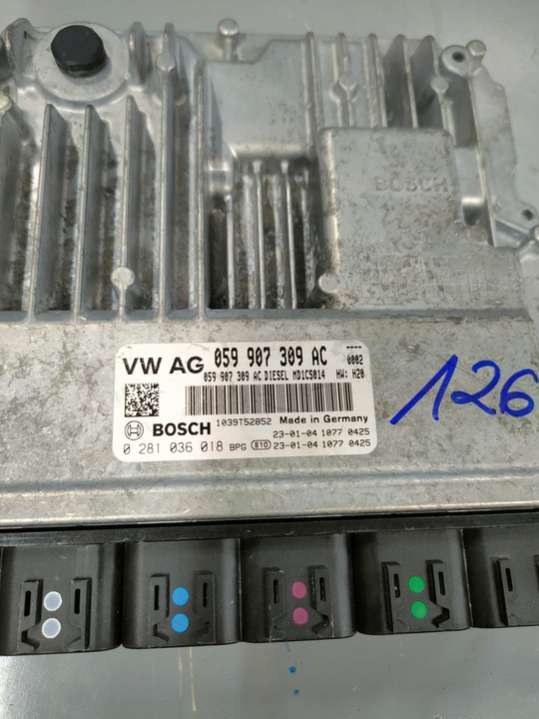 BOSCH
VW AG 059 907 309 AC ----
0002
059 907 309 AC DIESEL MD1CS014 HW: H20
BOSCH 1039T52852 Made in Germany
23-01-04 1077 0425
0 281 036 018 BPG e10 23-01-04 1077 0425
126